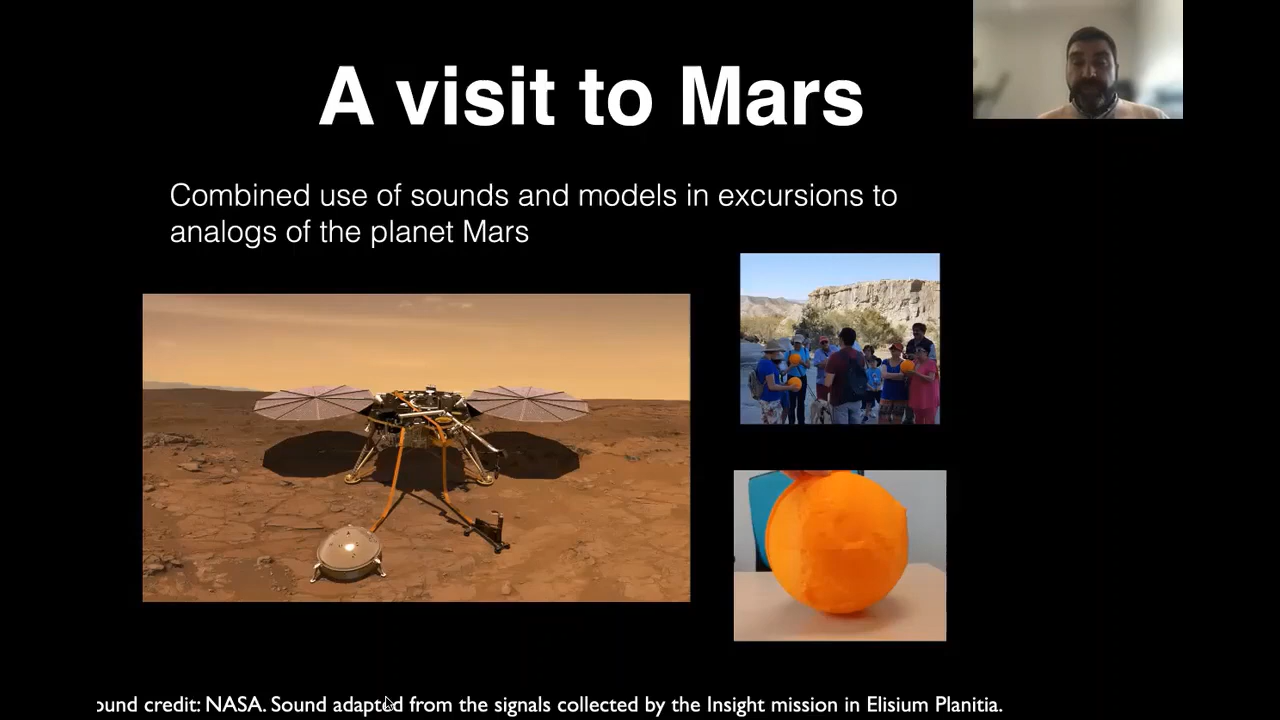 A visit to Mars
Combined use of sounds and models in excursions to
analogs of the planet Mars
ound credit: NASA. Sound adapted from the signals collected by the Insight mission in Elisium Planitia.